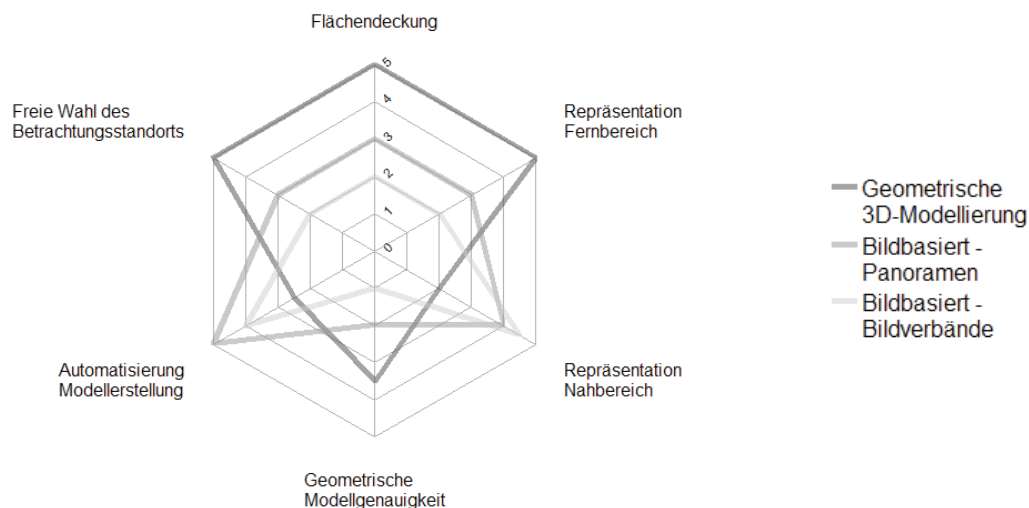 Flächendeckung
5
4
3
2
1
0
Freie Wahl des
Betrachtungsstandorts
Repräsentation
Fernbereich
Geometrische
3D-Modellierung
Bildbasiert -
Panoramen
Bildbasiert -
Bildverbände
Automatisierung
Modellerstellung
Repräsentation
Nahbereich
Geometrische
Modellgenauigkeit